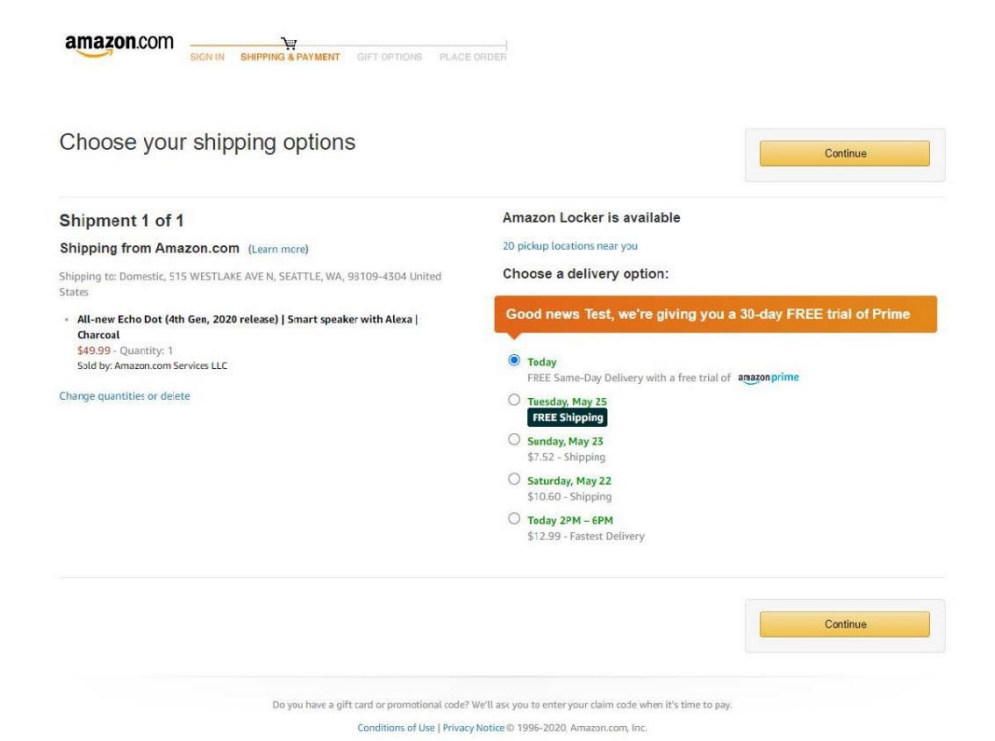 amazon.com
SIGN IN SHIPPING & PAYMENT GIFT OPTIONS PLACE ORDER
Choose your shipping options
Continue
Shipment 1 of 1
Shipping from Amazon.com (Learn more)
Shipping to: Domestic, 515 WESTLAKE AVE N, SEATTLE, WA, 98109-4304 United
States
All-new Echo Dot (4th Gen, 2020 release) | Smart speaker with Alexa |
Charcoal
$49.99 - Quantity: 1
Sold by: Amazon.com Services LLC
Change quantities or delete
Amazon Locker is available
20 pickup locations near you
Choose a delivery option:
Good news Test, we're giving you a 30-day FREE trial of Prime
Today
FREE Same-Day Delivery with a free trial of amazon prime
Tuesday, May 25
FREE Shipping
Sunday, May 23
$7.52 - Shipping
Saturday, May 22
$10.60 - Shipping
Today 2PM – 6PM
$12.99 - Fastest Delivery
Continue
Do you have a gift card or promotional code? We'll ask you to enter your claim code when it's time to pay.
Conditions of Use | Privacy Notice © 1996-2020, Amazon.com, Inc.